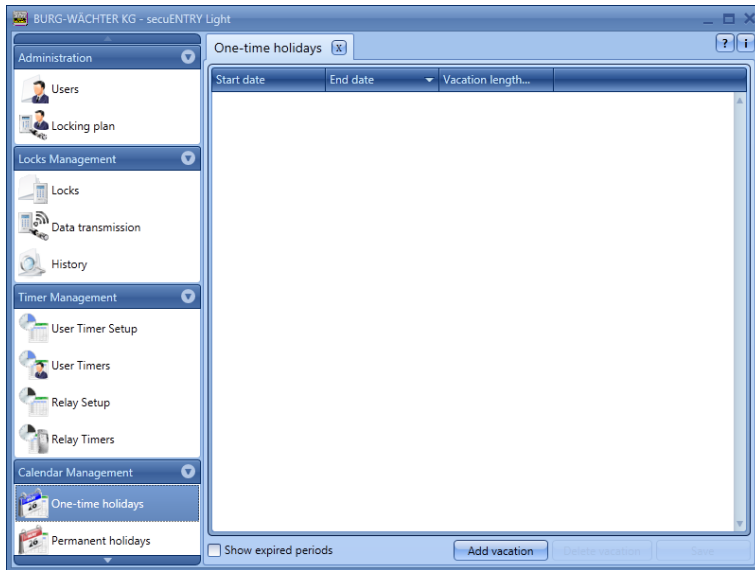 BURG-WÄCHTER KG - secuENTRY Light
Administration
Users
Locking plan
Locks Management
Locks
Data transmission
History
Timer Management
User Timer Setup
User Timers
Relay Setup
Relay Timers
Calendar Management
One-time holidays
Permanent holidays
One-time holidays x
? i
Start date End date Vacation length...
Show expired periods
Add vacation Delete vacation Save